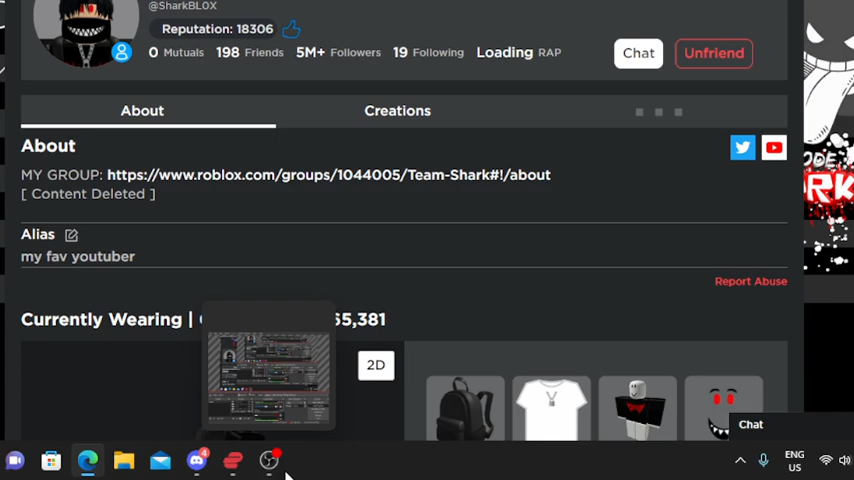 @SharkBLOX
Reputation: 18306
0 Mutuals 198 Friends 5M+ Followers 19 Following Loading RAP
Chat
Unfriend
About
Creations
About
MY GROUP: https://www.roblox.com/groups/1044005/Team-Shark#!/about
[ Content Deleted ]
Alias
my fav youtuber
Report Abuse
Currently Wearing | 65,381
2D
Chat
4
ENG
US